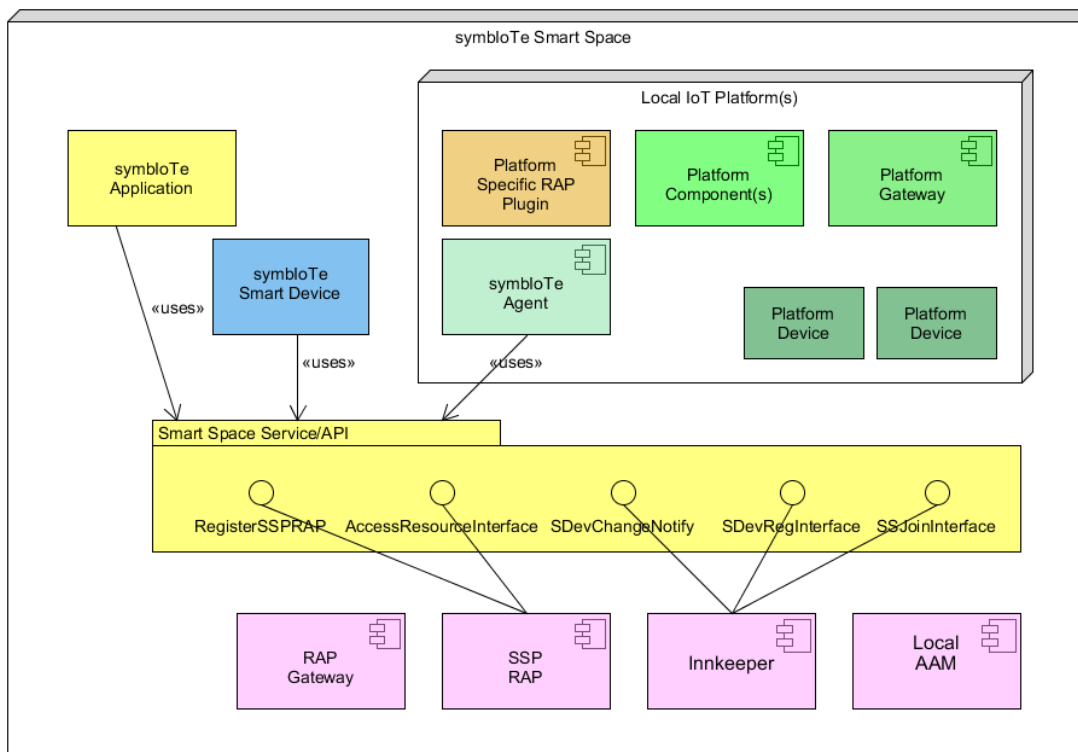 symbIoTe Smart Space
Local IoT Platform(s)
symbIoTe
Application
Platform
Specific RAP
Plugin
Platform
Component(s)
Platform
Gateway
symbIoTe
Smart Device
symbIoTe
Agent
Platform
Device
Platform
Device
«uses»
«uses»
«uses»
Smart Space Service/API
RegisterSSPRAP
AccessResourceInterface
SDevChangeNotify
SDevRegInterface
SSJoinInterface
RAP
Gateway
SSP
RAP
Innkeeper
Local
AAM